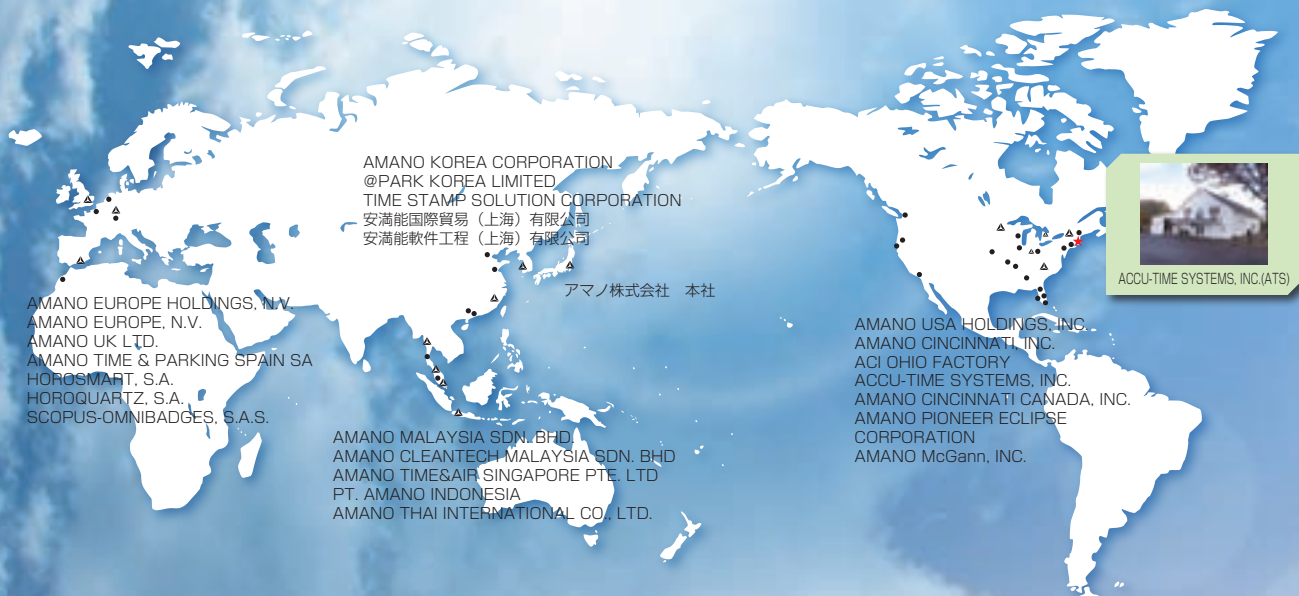 AMANO KOREA CORPORATION
@PARK KOREA LIMITED
TIME STAMP SOLUTION CORPORATION
安満能国際貿易（上海）有限公司
安満能軟件工程（上海）有限公司
アマノ株式会社　本社
AMANO EUROPE HOLDINGS, N.V.
AMANO EUROPE, N.V.
AMANO UK LTD.
AMANO TIME & PARKING SPAIN SA
HOROSMART, S.A.
HOROQUARTZ, S.A.
SCOPUS-OMNIBADGES, S.A.S.
AMANO MALAYSIA SDN. BHD.
AMANO CLEANTECH MALAYSIA SDN. BHD
AMANO TIME&AIR SINGAPORE PTE. LTD
PT. AMANO INDONESIA
AMANO THAI INTERNATIONAL CO., LTD.
AMANO USA HOLDINGS, INC.
AMANO CINCINNATI, INC.
ACI OHIO FACTORY
ACCU-TIME SYSTEMS, INC.
AMANO CINCINNATI CANADA, INC.
AMANO PIONEER ECLIPSE
CORPORATION
AMANO McGann, INC.
ACCU-TIME SYSTEMS, INC.(ATS)